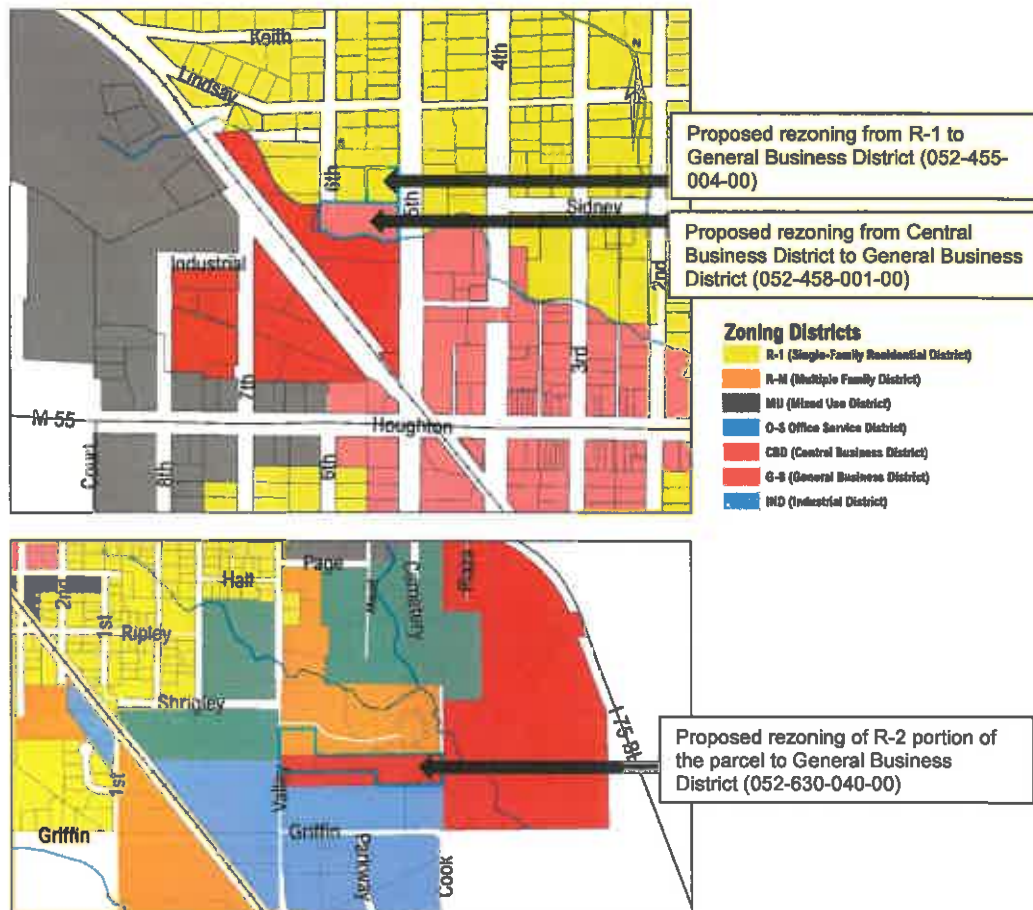 Keith
Lindsay
4th
6th
5th
Sidney
2nd
Industrial
3rd
7th
M 55
Houghton
Court
8th
6th
Proposed rezoning from R-1 to
General Business District (052-455-
004-00)
Proposed rezoning from Central
Business District to General Business
District (052-458-001-00)
Zoning Districts
R-1 (Single-Family Residential District)
R-M (Multiple Family District)
MU (Mixed Use District)
O-S Office Service District)
CBD (Central Business District)
G-B (General Business District)
IND (Industrial District)
Page
Hall
Cemetery
Plaza
2nd
1st
Ripley
Shrigley
1st
Griffin
Griffin
Parkway
Cook
Proposed rezoning of R-2 portion of
the parcel to General Business
District (052-630-040-00)